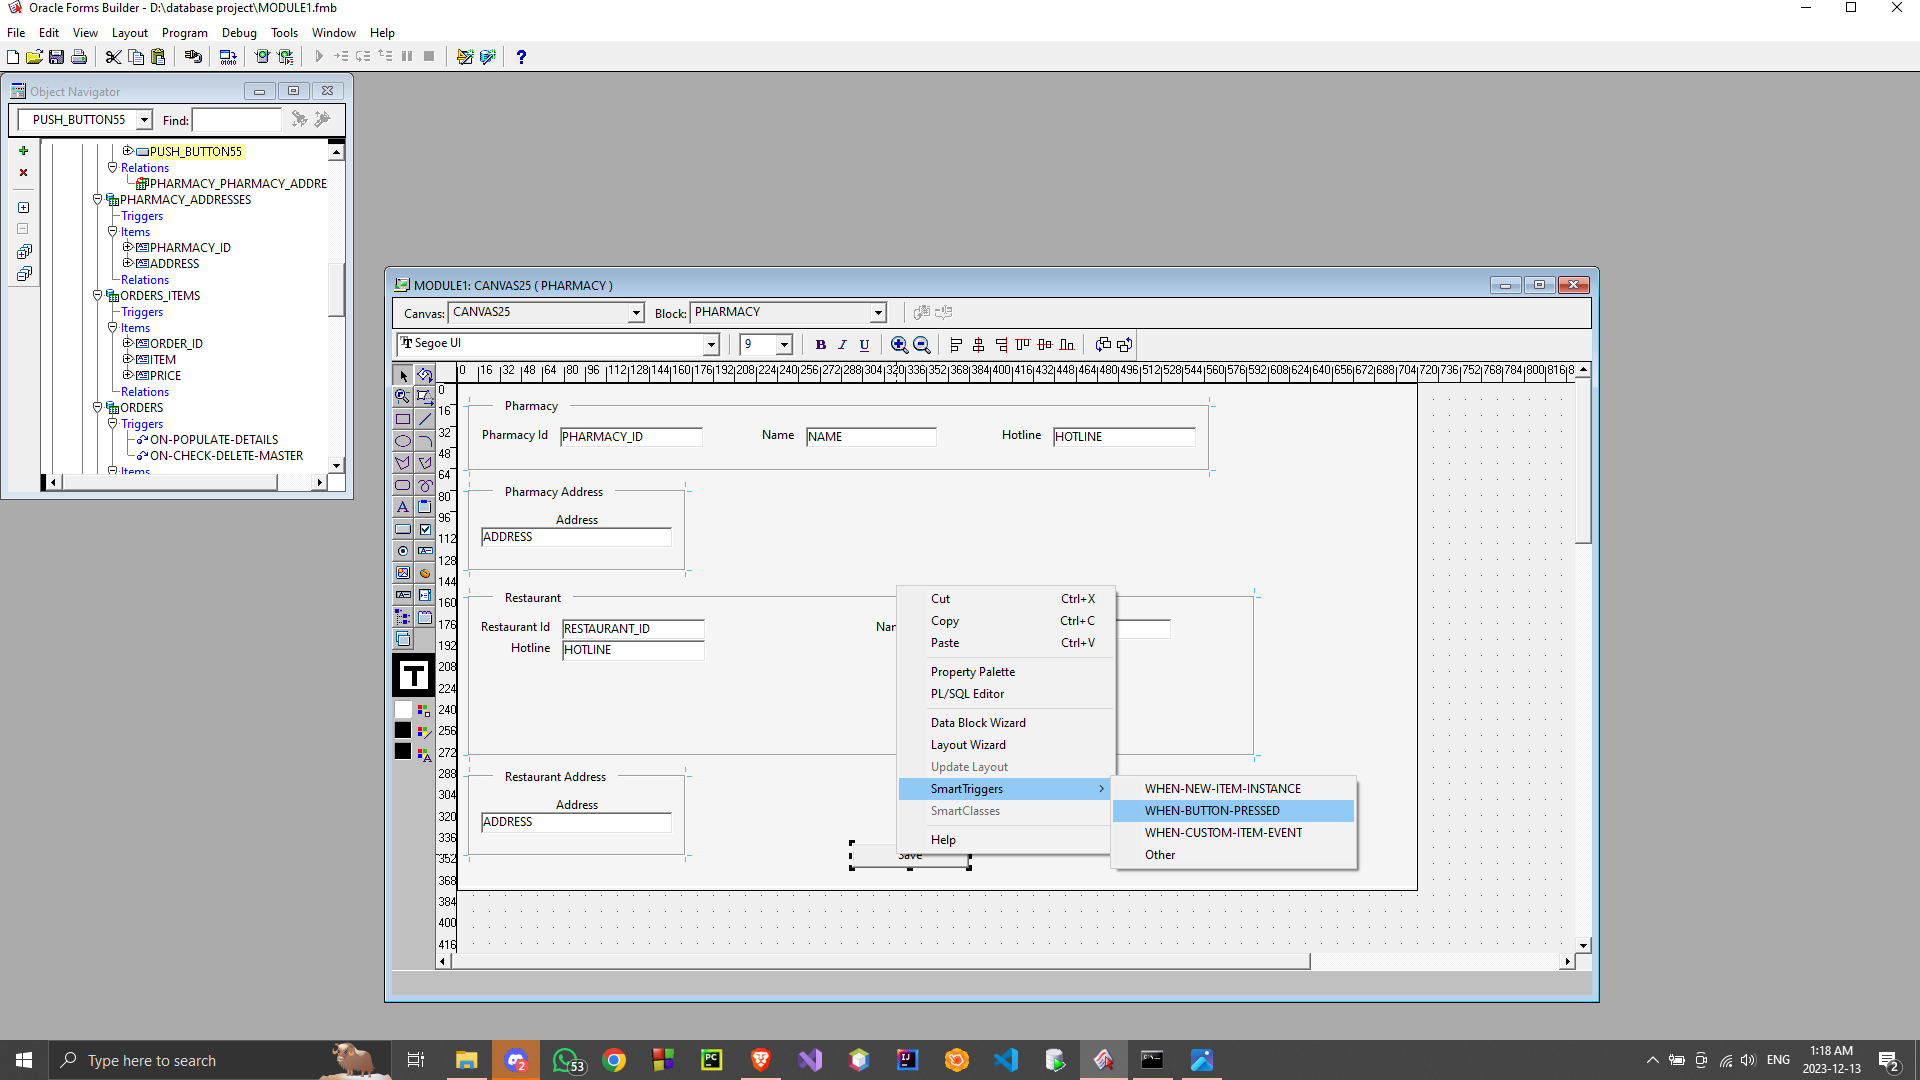 Oracle Forms Builder - D:\database project\MODULE1.fmb
File Edit View Layout Program Debug Tools Window Help
Object Navigator
PUSH_BUTTON55 Find:
PUSH_BUTTON55
Relations
PHARMACY_PHARMACY_ADDRE
PHARMACY_ADDRESSES
Triggers
Items
PHARMACY_ID
ADDRESS
Relations
ORDERS_ITEMS
Triggers
Items
ORDER_ID
ITEM
PRICE
Relations
ORDERS
Triggers
ON-POPULATE-DETAILS
ON-CHECK-DELETE-MASTER
Items
MODULE1: CANVAS25 ( PHARMACY )
Canvas: CANVAS25 Block: PHARMACY
Segoe UI 9 B I U
0 16 32 48 64 80 96 112 128 144 160 176 192 208 224 240 256 272 288 304 320 336 352 368 384 400 416 432 448 464 480 496 512 528 544 560 576 592 608 624 640 656 672 688 704 720 736 752 768 784 800 816 8
0
16
32
48
64
80
96
112
128
144
160
176
192
208
224
240
256
272
288
304
320
336
352
368
384
400
416
Pharmacy
Pharmacy Id PHARMACY_ID Name NAME Hotline HOTLINE
Pharmacy Address
Address
ADDRESS
Restaurant
Restaurant Id RESTAURANT_ID Nar
Hotline HOTLINE
Restaurant Address
Address
ADDRESS
Save
Cut Ctrl+X
Copy Ctrl+C
Paste Ctrl+V
Property Palette
PL/SQL Editor
Data Block Wizard
Layout Wizard
Update Layout
SmartTriggers
SmartClasses
Help
WHEN-NEW-ITEM-INSTANCE
WHEN-BUTTON-PRESSED
WHEN-CUSTOM-ITEM-EVENT
Other
Type here to search
2
53
PC
IJ
ENG
1:18 AM
2023-12-13
2